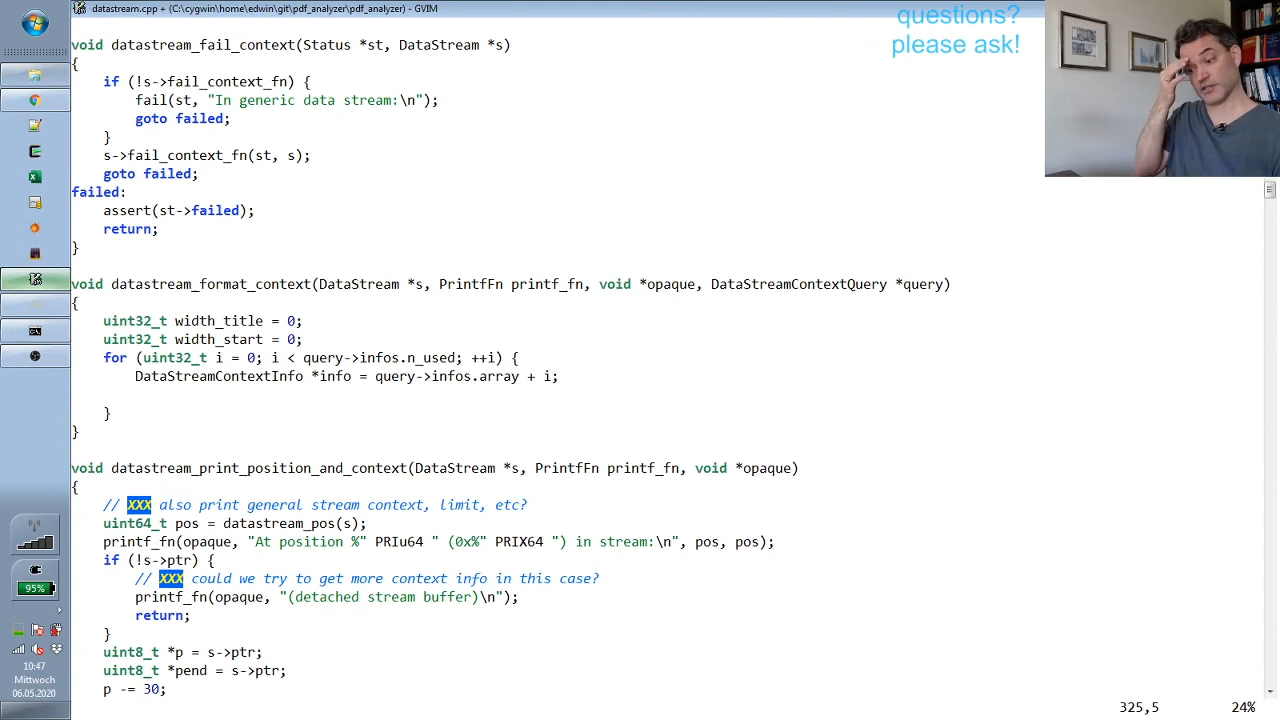 datastream.cpp + (C:\cygwin\home\edwin\git\pdf_analyzer\pdf_analyzer) - GVIM
questions?
please ask!
void datastream_fail_context(Status *st, DataStream *s)
{
    if (!s->fail_context_fn) {
        fail(st, "In generic data stream:\n");
        goto failed;
    }
    s->fail_context_fn(st, s);
    goto failed;
failed:
    assert(st->failed);
    return;
}
void datastream_format_context(DataStream *s, PrintfFn printf_fn, void *opaque, DataStreamContextQuery *query)
{
    uint32_t width_title = 0;
    uint32_t width_start = 0;
    for (uint32_t i = 0; i < query->infos.n_used; ++i) {
        DataStreamContextInfo *info = query->infos.array + i;
    }
}
void datastream_print_position_and_context(DataStream *s, PrintfFn printf_fn, void *opaque)
{
    // XXX also print general stream context, limit, etc?
    uint64_t pos = datastream_pos(s);
    printf_fn(opaque, "At position %" PRIu64 " (0x%" PRIX64 ") in stream:\n", pos, pos);
    if (!s->ptr) {
        // XXX could we try to get more context info in this case?
        printf_fn(opaque, "(detached stream buffer)\n");
        return;
    }
    uint8_t *p = s->ptr;
    uint8_t *pend = s->ptr;
    p -= 30;
325,5 24%
95%
10:47
Mittwoch
06.05.2020